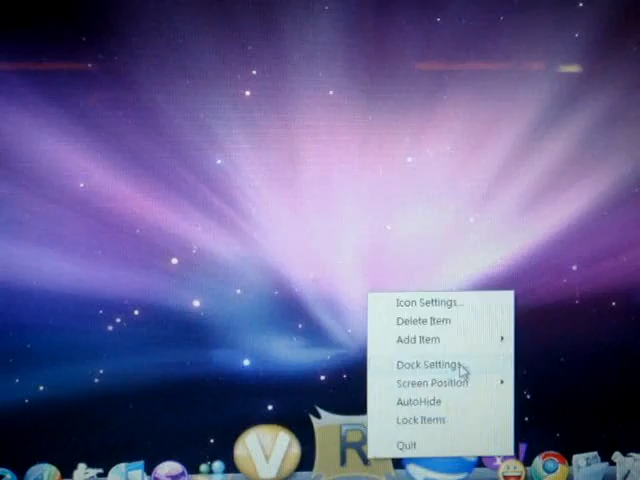 Icon Settings...
Delete Item
Add Item
Dock Settings...
Screen Position
AutoHide
Lock Items
Quit
V
R